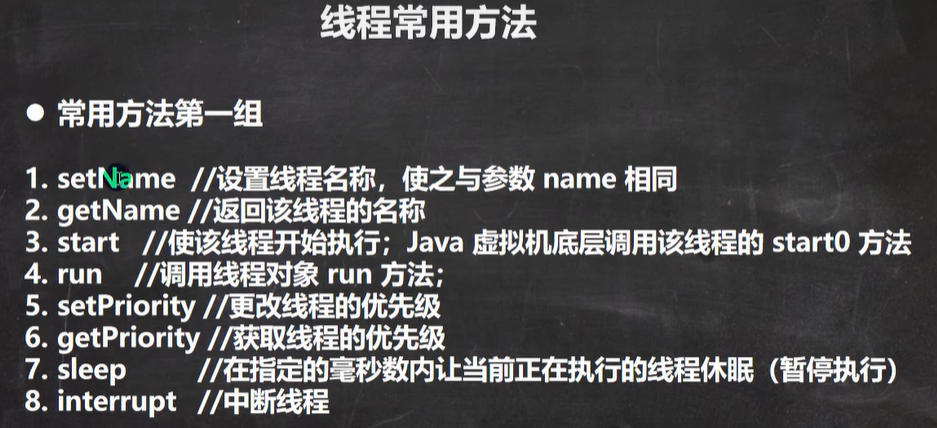 线程常用方法
● 常用方法第一组
1. setName //设置线程名称，使之与参数 name 相同
2. getName //返回该线程的名称
3. start //使该线程开始执行；Java 虚拟机底层调用该线程的 start0 方法
4. run //调用线程对象 run 方法；
5. setPriority //更改线程的优先级
6. getPriority //获取线程的优先级
7. sleep //在指定的毫秒数内让当前正在执行的线程休眠（暂停执行）
8. interrupt //中断线程